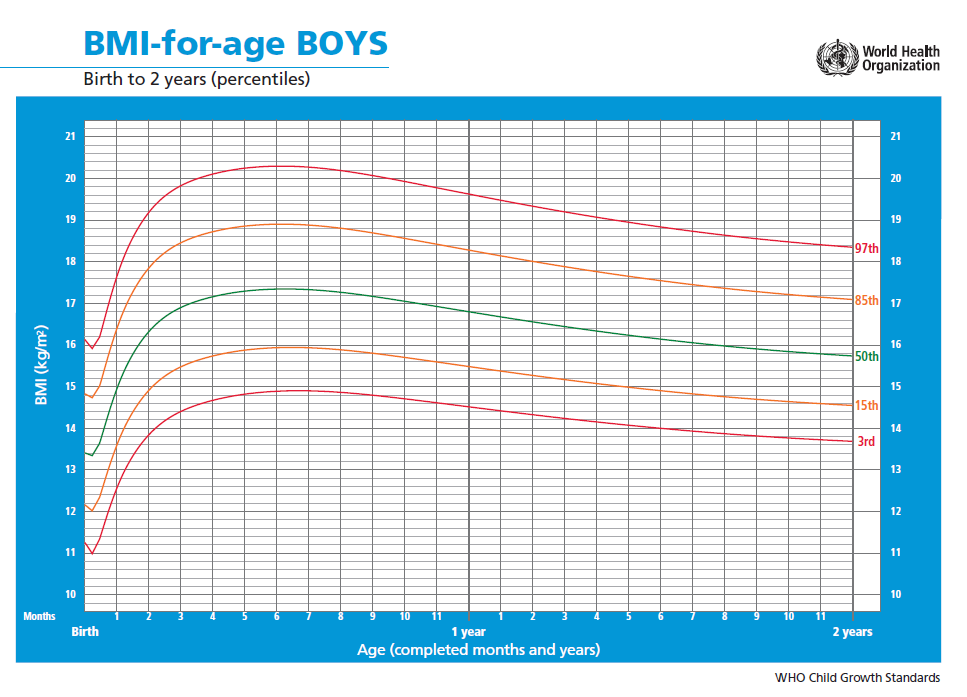 BMI-for-age BOYS
Birth to 2 years (percentiles)
World Health
Organization
21
20
19
18
17
16
15
14
13
12
11
10
BMI (kg/m²)
21
20
19
18
17
16
15
14
13
12
11
10
97th
85th
50th
15th
3rd
Months 1 2 3 4 5 6 7 8 9 10 11 1 2 3 4 5 6 7 8 9 10 11
Birth 1 year 2 years
Age (completed months and years)
WHO Child Growth Standards